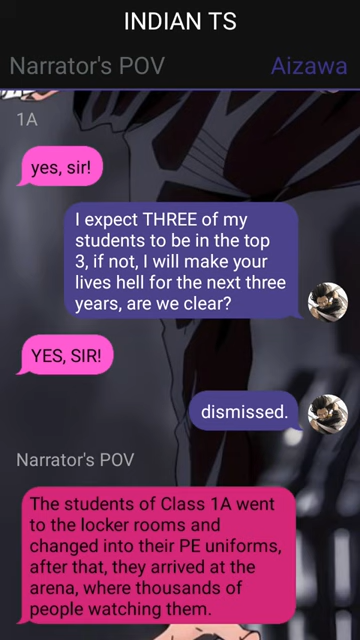 INDIAN TS
Narrator's POV
Aizawa
1A
yes, sir!
I expect THREE of my
students to be in the top
3, if not, I will make your
lives hell for the next three
years, are we clear?
YES, SIR!
dismissed.
Narrator's POV
The students of Class 1A went
to the locker rooms and
changed into their PE uniforms,
after that, they arrived at the
arena, where thousands of
people watching them.